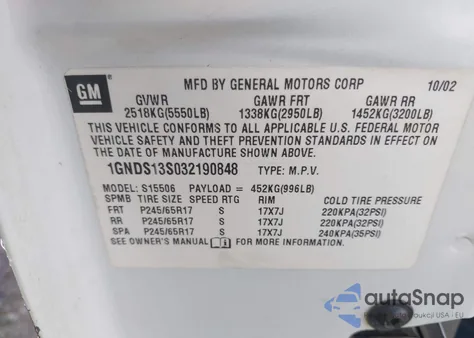 GM
MFD BY GENERAL MOTORS CORP 10/02
GVWR GAWR FRT GAWR RR
2518KG(5550LB) 1338KG(2950LB) 1452KG(3200LB)
THIS VEHICLE CONFORMS TO ALL APPLICABLE U.S. FEDERAL MOTOR
VEHICLE SAFETY AND THEFT PREVENTION STANDARDS IN EFFECT ON
THE DATE OF MANUFACTURE SHOWN ABOVE.
1GNDS13S032190848 TYPE: M.P.V.
MODEL: S15506 PAYLOAD = 452KG(996LB)
SPMB TIRE SIZE SPEED RTG RIM COLD TIRE PRESSURE
FRT P245/65R17 S 17X7J 220KPA(32PSI)
RR P245/65R17 S 17X7J 220KPA(32PSI)
SPA P245/65R17 S 17X7J 240KPA(35PSI)
SEE OWNER'S MANUAL FOR MORE INFORMATION.
autoSnap
aukcji USA i EU